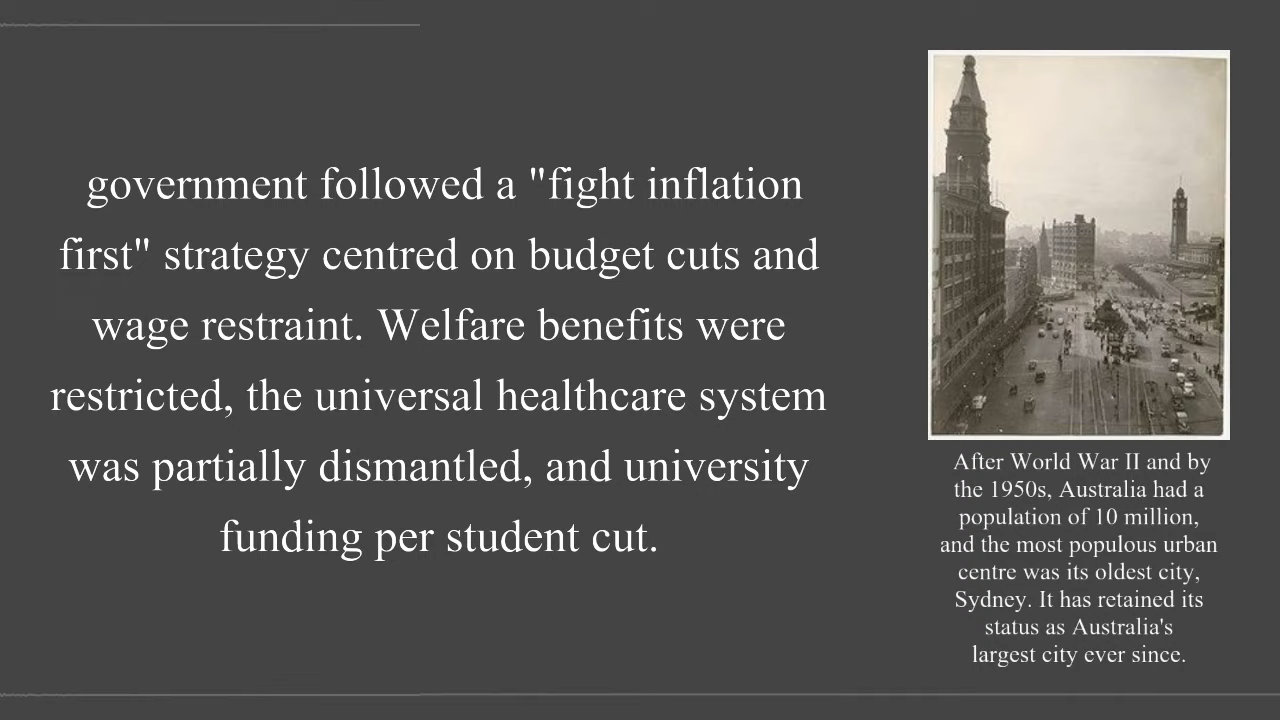 government followed a "fight inflation
first" strategy centred on budget cuts and
wage restraint. Welfare benefits were
restricted, the universal healthcare system
was partially dismantled, and university
funding per student cut.
After World War II and by
the 1950s, Australia had a
population of 10 million,
and the most populous urban
centre was its oldest city,
Sydney. It has retained its
status as Australia's
largest city ever since.